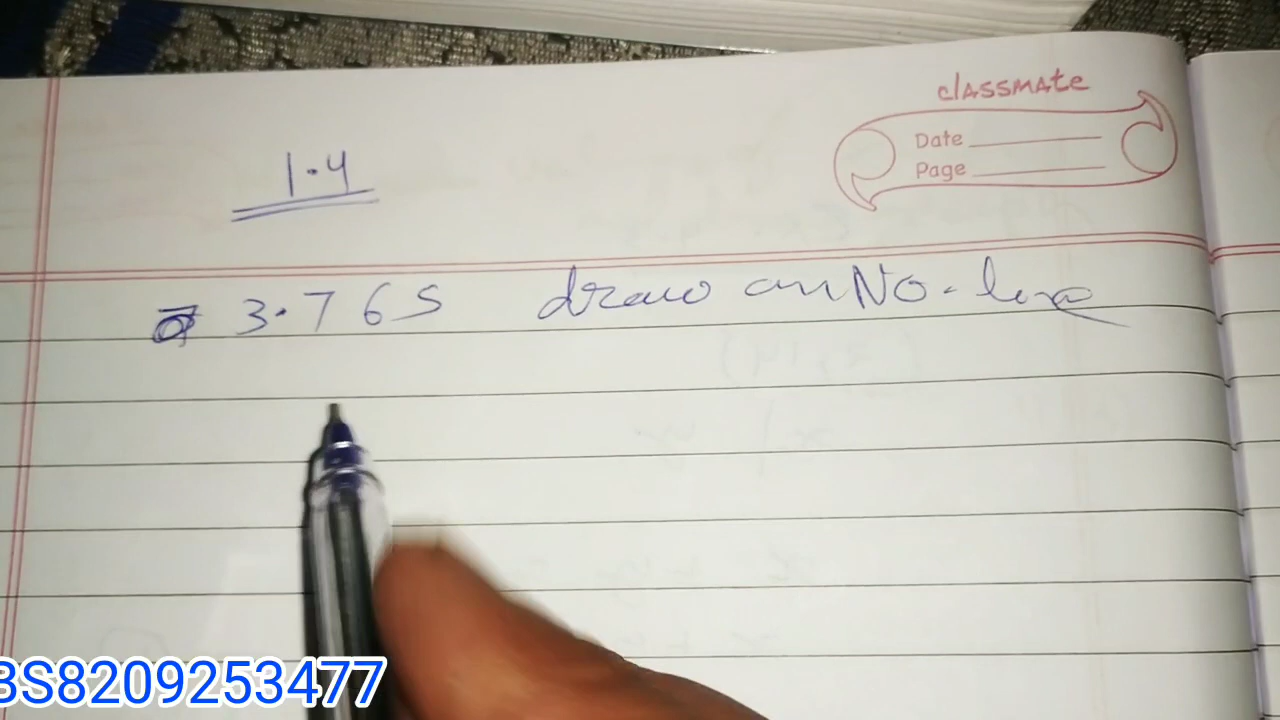 classmate
Date
Page
1.4
3.765 draw on No. line
BS8209253477